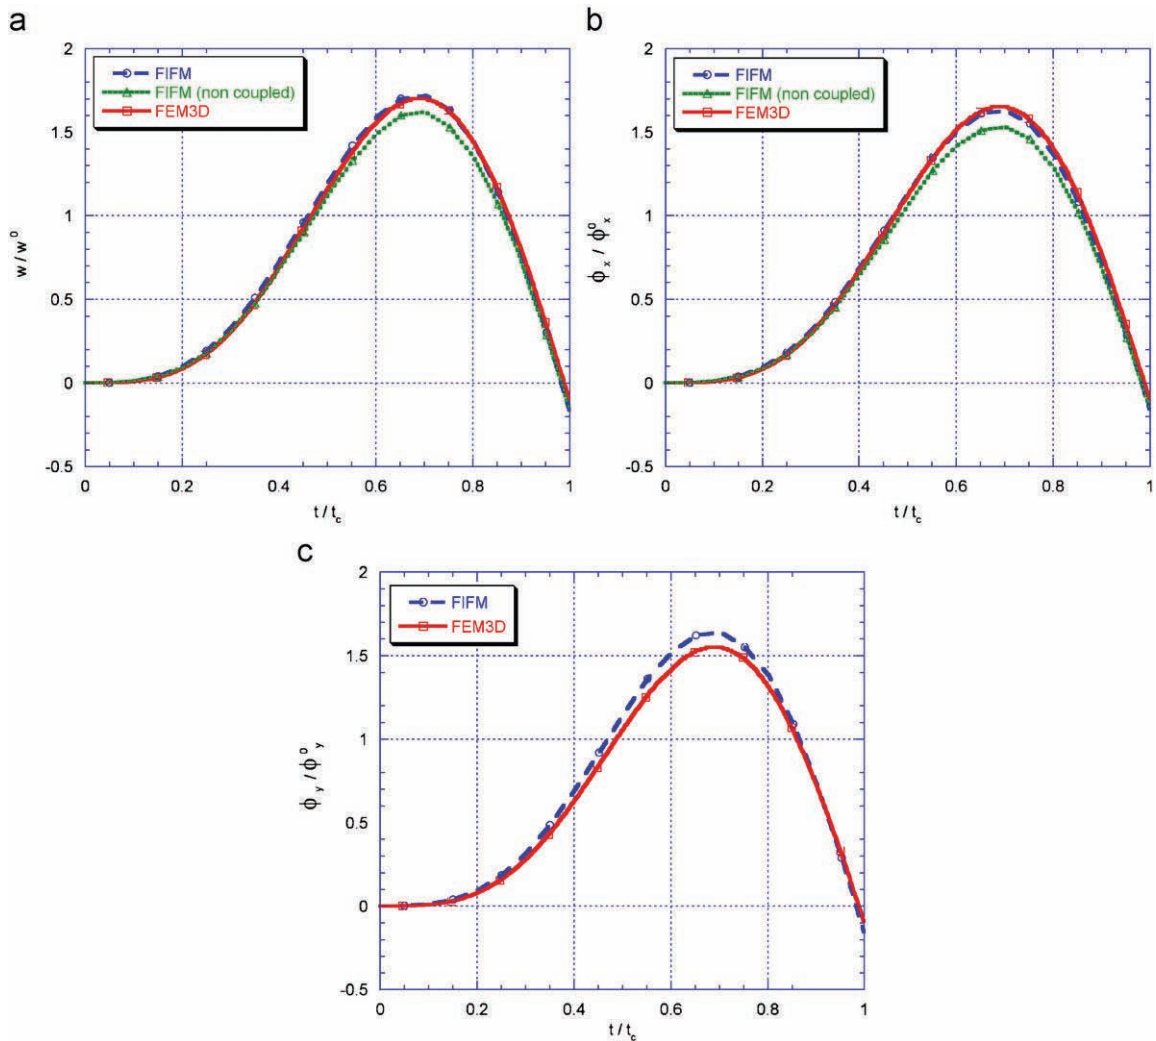 a
2
1.5
1
0.5
0
-0.5
w / w⁰
FIFM
FIFM (non coupled)
FEM3D
0 0.2 0.4 0.6 0.8 1
t / t_c
b
2
1.5
1
0.5
0
-0.5
ϕ_x / ϕ⁰_x
FIFM
FIFM (non coupled)
FEM3D
0 0.2 0.4 0.6 0.8 1
t / t_c
c
2
1.5
1
0.5
0
-0.5
ϕ_y / ϕ⁰_y
FIFM
FEM3D
0 0.2 0.4 0.6 0.8 1
t / t_c